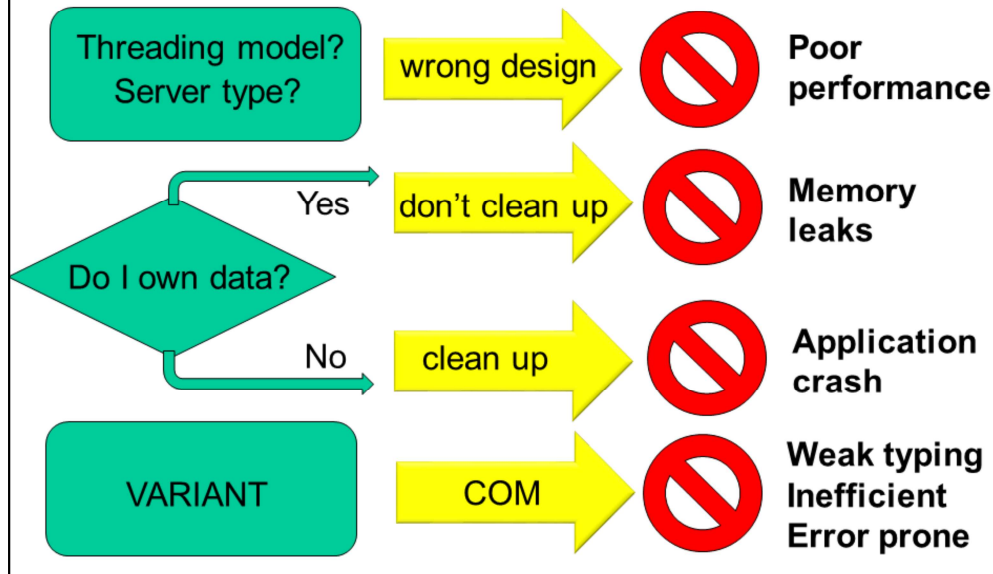 Threading model?
Server type?
wrong design
Poor
performance
Yes
don't clean up
Memory
leaks
Do I own data?
No
clean up
Application
crash
VARIANT
COM
Weak typing
Inefficient
Error prone